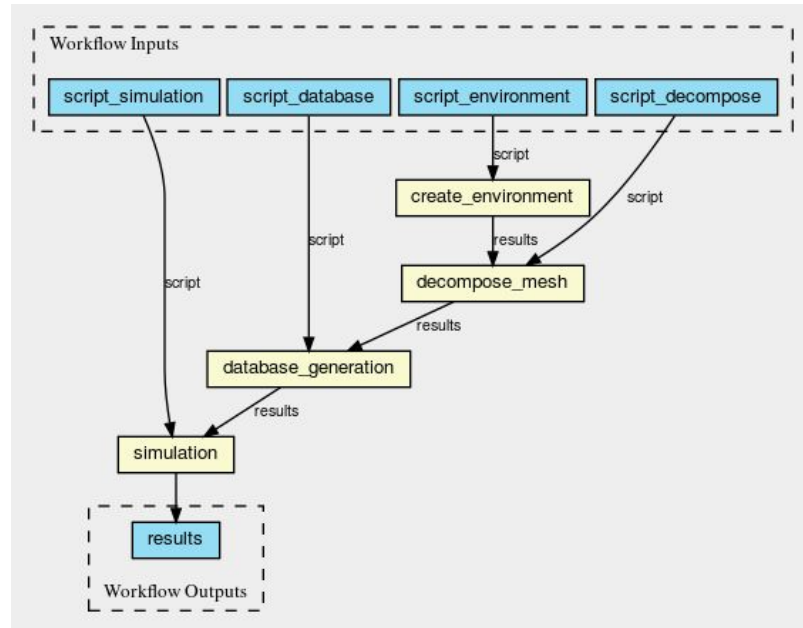 Workflow Inputs
script_simulation
script_database
script_environment
script_decompose
script
create_environment
script
script
results
script
decompose_mesh
results
database_generation
results
simulation
results
Workflow Outputs